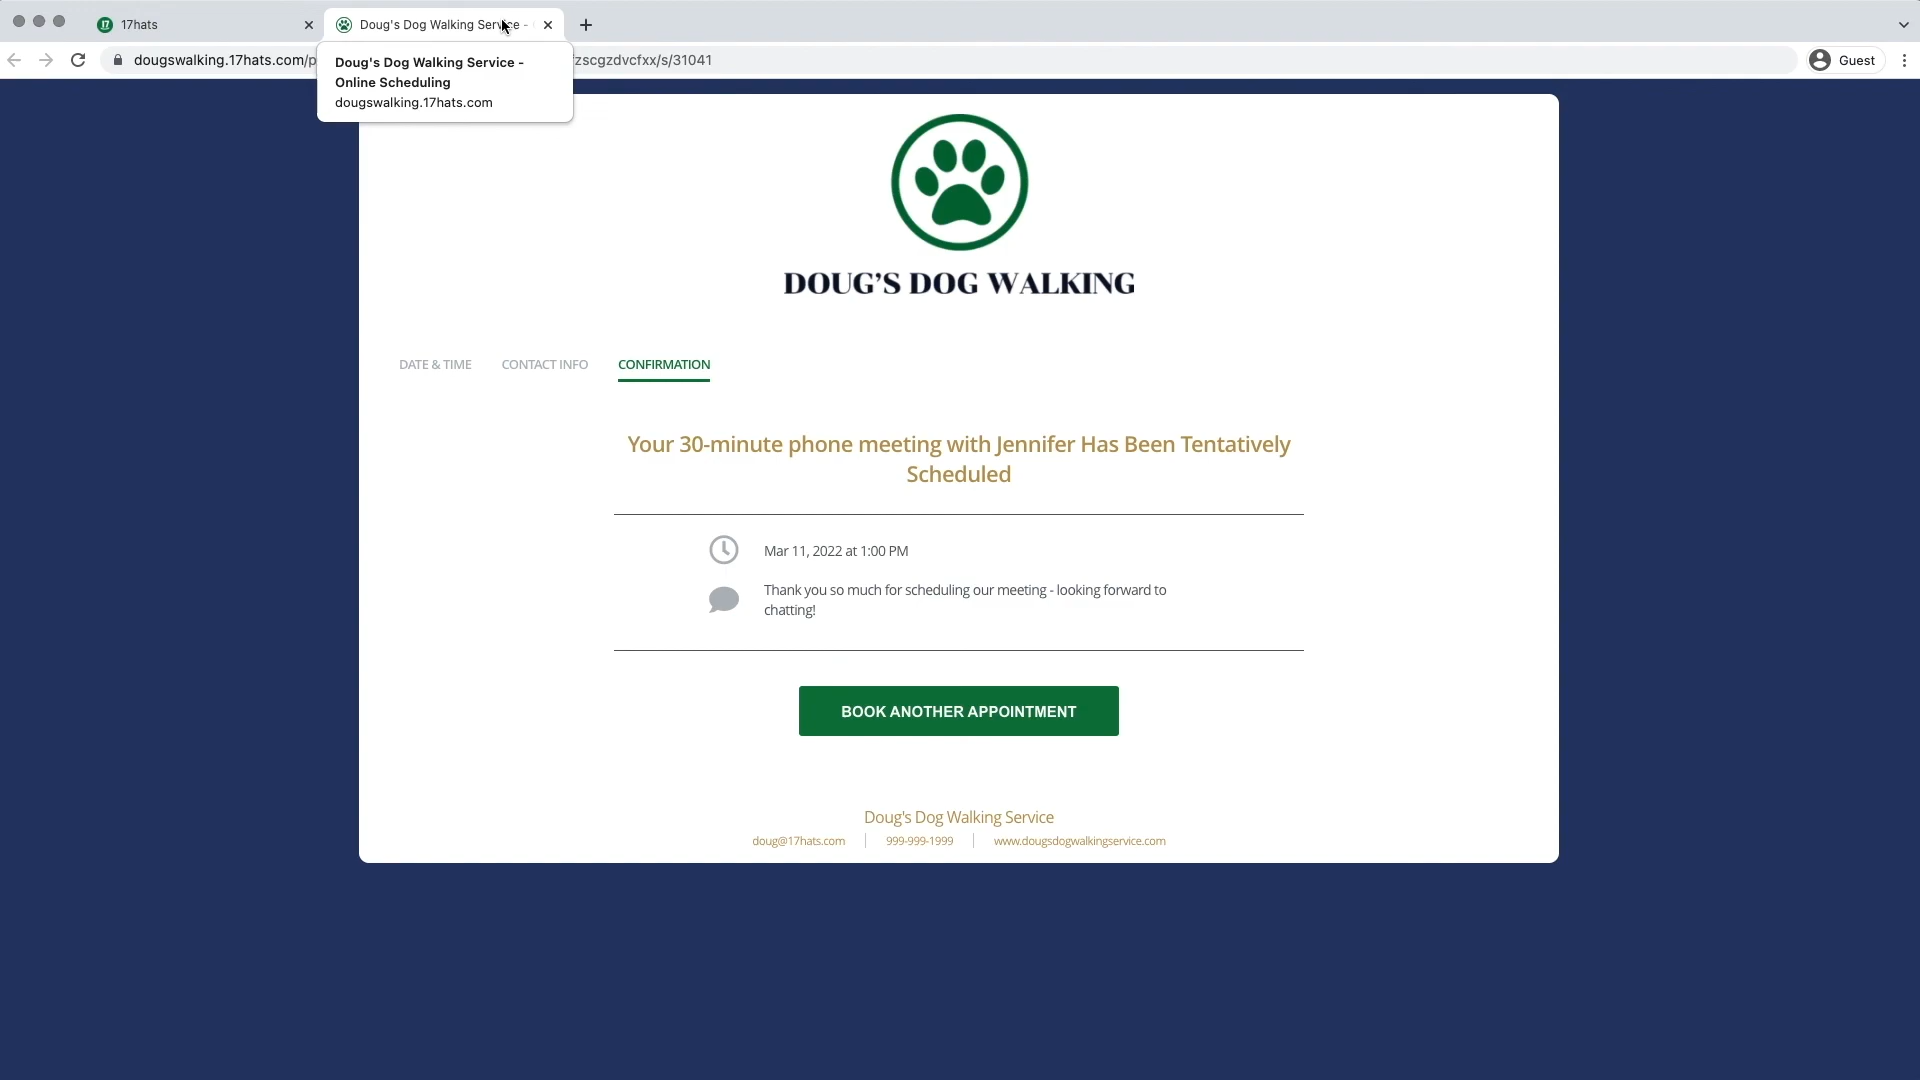 17hats
Doug's Dog Walking Service -
dougswalking.17hats.com/p
zscgzdvcfxx/s/31041
Guest
Doug's Dog Walking Service -
Online Scheduling
dougswalking.17hats.com
DOUG'S DOG WALKING
DATE & TIME CONTACT INFO CONFIRMATION
Your 30-minute phone meeting with Jennifer Has Been Tentatively
Scheduled
Mar 11, 2022 at 1:00 PM
Thank you so much for scheduling our meeting - looking forward to
chatting!
BOOK ANOTHER APPOINTMENT
Doug's Dog Walking Service
doug@17hats.com | 999-999-1999 | www.dougsdogwalkingservice.com